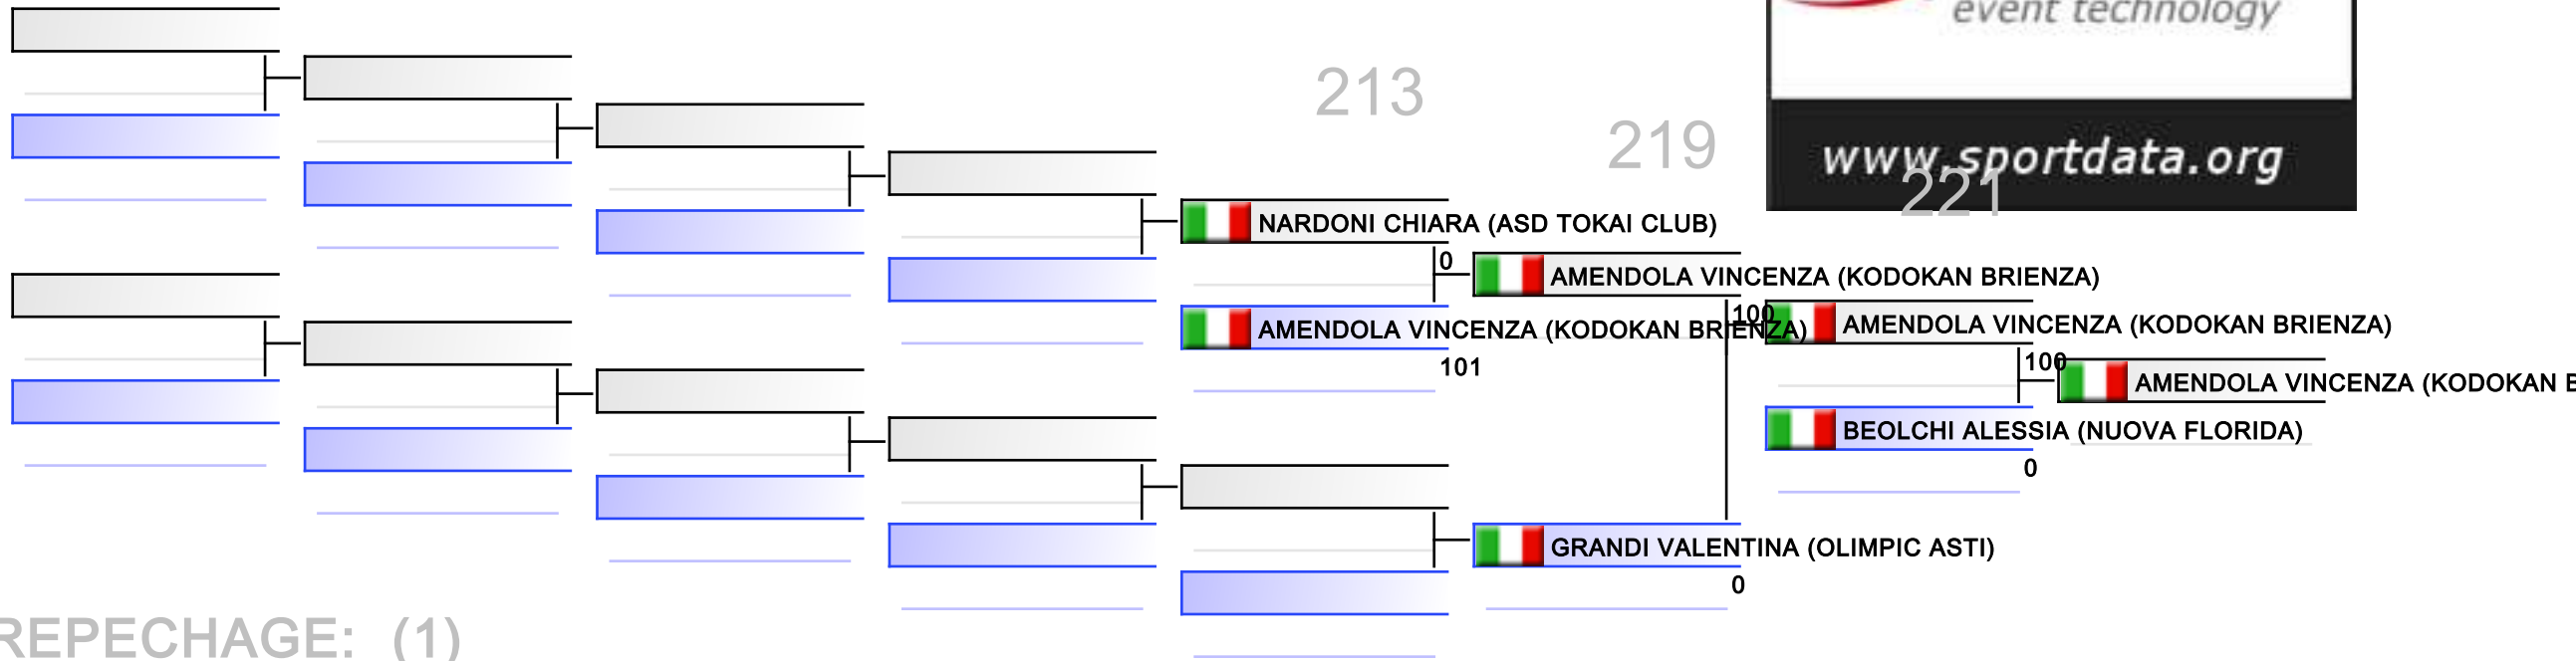 event technology
213
219
www.sportdata.org
221
NARDONI CHIARA (ASD TOKAI CLUB)
0
AMENDOLA VINCENZA (KODOKAN BRIENZA)
100
AMENDOLA VINCENZA (KODOKAN BRIENZA)
AMENDOLA VINCENZA (KODOKAN BRIENZA)
101
100
AMENDOLA VINCENZA (KODOKAN B
BEOLCHI ALESSIA (NUOVA FLORIDA)
0
GRANDI VALENTINA (OLIMPIC ASTI)
0
REPECHAGE: (1)